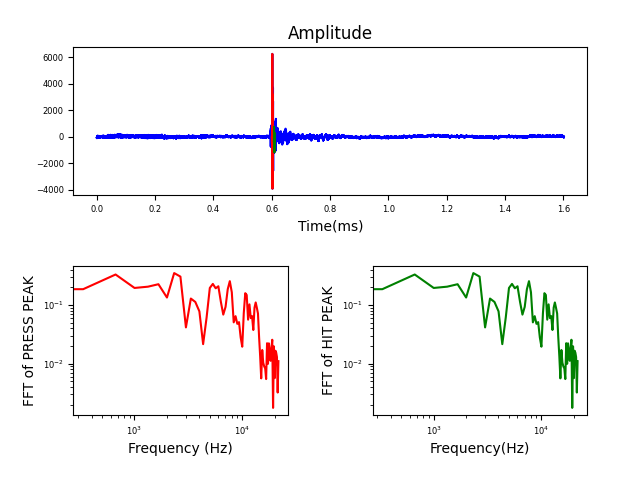 Amplitude
6000
4000
2000
0
−2000
−4000
0.0 0.2 0.4 0.6 0.8 1.0 1.2 1.4 1.6
Time(ms)
FFT of PRESS PEAK
10⁻¹
10⁻²
10³ 10⁴
Frequency (Hz)
FFT of HIT PEAK
10⁻¹
10⁻²
10³ 10⁴
Frequency(Hz)